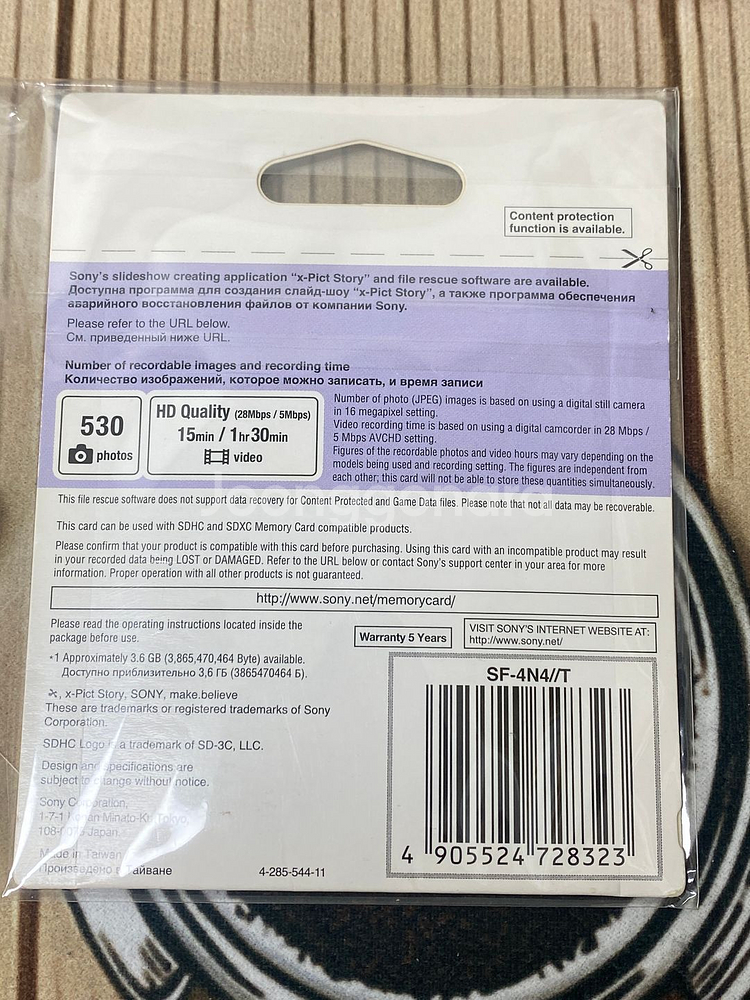 Content protection
function is available.
Sony's slideshow creating application “x-Pict Story” and file rescue software are available.
Доступна программа для создания слайд-шоу “x-Pict Story”, а также программа обеспечения
аварийного восстановления файлов от компании Sony.
Please refer to the URL below.
См. приведенный ниже URL.
Number of recordable images and recording time
Количество изображений, которое можно записать, и время записи
530
photos
HD Quality (28Mbps / 5Mbps)
15min / 1hr30min
video
Number of photo (JPEG) images is based on using a digital still camera
in 16 megapixel setting.
Video recording time is based on using a digital camcorder in 28 Mbps /
5 Mbps AVCHD setting.
Figures of the recordable photos and video hours may vary depending on the
models being used and recording setting. The figures are independent from
each other; this card will not be able to store these quantities simultaneously.
This file rescue software does not support data recovery for Content Protected and Game Data files. Please note that not all data may be recoverable.
This card can be used with SDHC and SDXC Memory Card compatible products.
Please confirm that your product is compatible with this card before purchasing. Using this card with an incompatible product may result
in your recorded data being LOST or DAMAGED. Refer to the URL below or contact Sony's support center in your area for more
information. Proper operation with all other products is not guaranteed.
http://www.sony.net/memorycard/
Please read the operating instructions located inside the
package before use.
Warranty 5 Years
VISIT SONY'S INTERNET WEBSITE AT:
http://www.sony.net/
*1 Approximately 3.6 GB (3,865,470,464 Byte) available.
Доступно приблизительно 3,6 ГБ (3865470464 Б).
, x-Pict Story, SONY, make.believe
These are trademarks or registered trademarks of Sony
Corporation.
SDHC Logo is a trademark of SD-3C, LLC.
Design and specifications are
subject to change without notice.
Sony Corporation,
1-7-1 Konan Minato-Ku, Tokyo,
Japan.
Made in Taiwan
Произведено в Тайване
4-285-544-11
SF-4N4//T
4 905524 728323